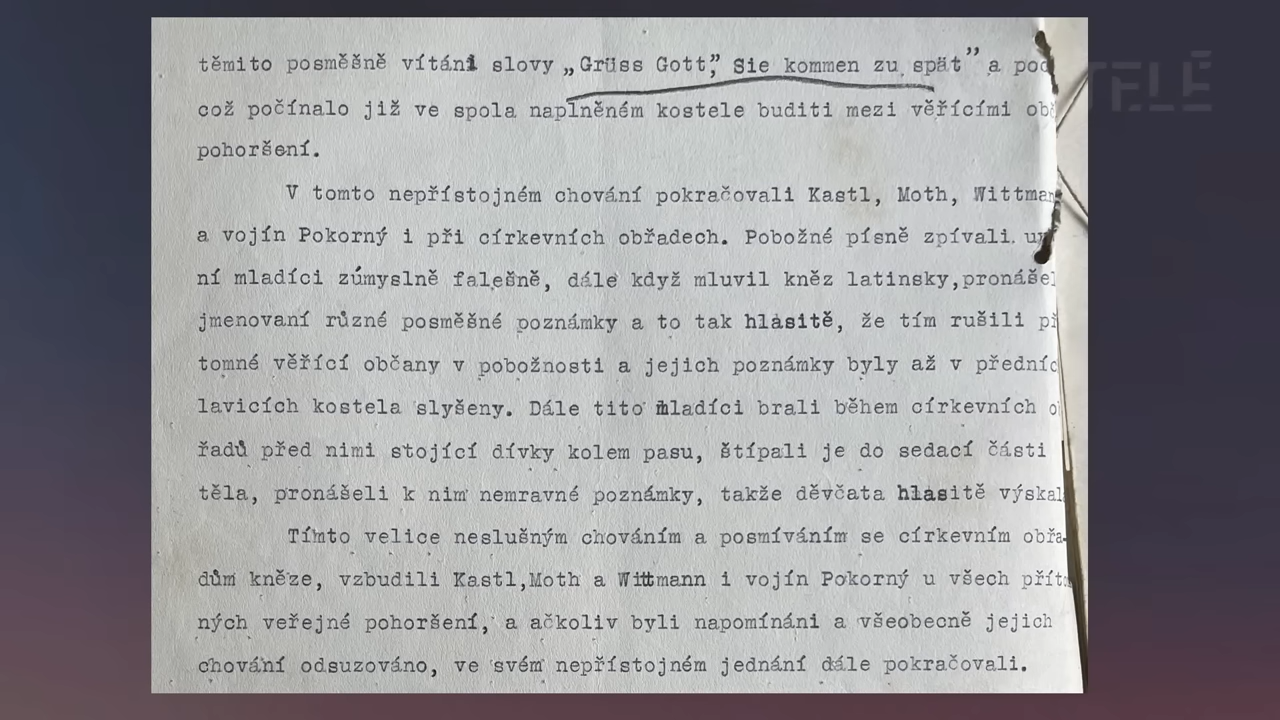 těmito posměšně vítáni slovy „Grüss Gott”, Sie kommen zu spät” a pod
což počínalo již ve spola naplněném kostele buditi mezi věřícími
pohoršení.
V tomto nepřístojném chování pokračovali Kastl, Moth, Wittman
a vojín Pokorný i při církevních obřadech. Pobožné písně zpívali
ní mladíci zúmyslně falešně, dále když mluvil kněz latinsky,pronáše
jmenovaní různé posměšné poznámky a to tak hlasitě, že tím rušili př
tomné věřící občany v pobožnosti a jejich poznámky byly až v přednic
lavicích kostela slyšeny. Dále tito mladíci brali během církevních o
řadů před nimi stojící dívky kolem pasu, štípali je do sedací části
těla, pronášeli k nim nemravné poznámky, takže děvčata hlasitě výskal
Tímto velice neslušným chováním a posmíváním se církevním obřa-
dům kněze, vzbudili Kastl,Moth a Wittmann i vojín Pokorný u všech přít
ných veřejné pohoršení, a ačkoliv byli napomínáni a všeobecně jejich
chování odsuzováno, ve svém nepřístojném jednání dále pokračovali.
TELE